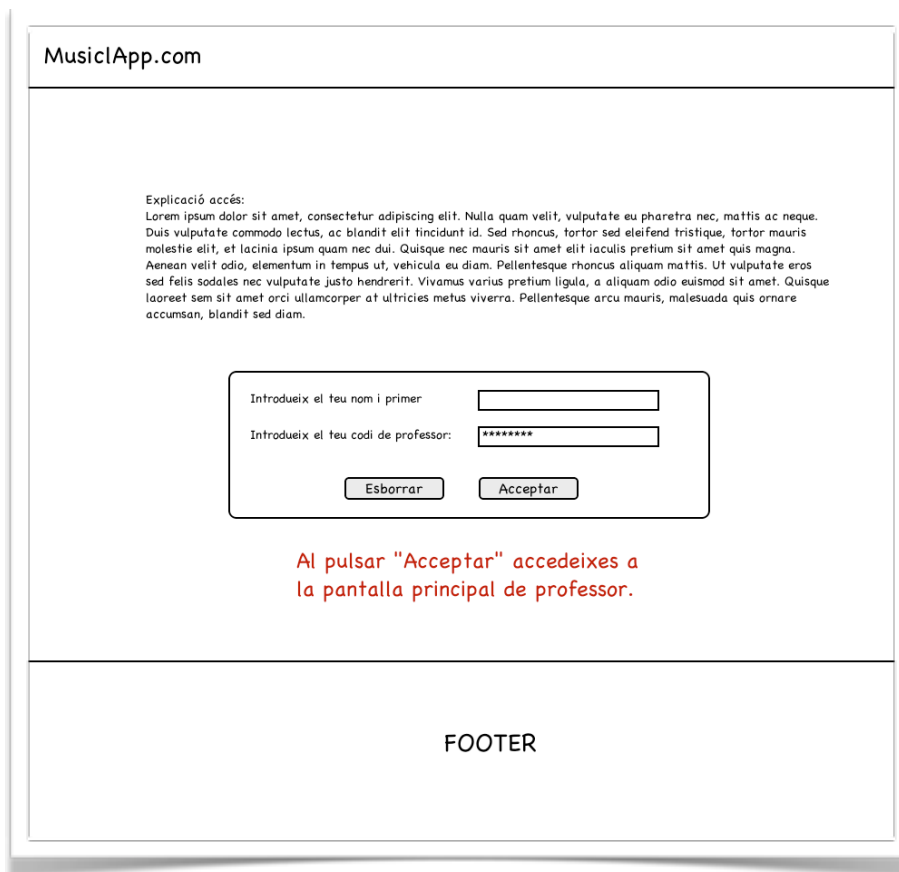 MusiclApp.com
Explicació accés:
Lorem ipsum dolor sit amet, consectetur adipiscing elit. Nulla quam velit, vulputate eu pharetra nec, mattis ac neque.
Duis vulputate commodo lectus, ac blandit elit tincidunt id. Sed rhoncus, tortor sed eleifend tristique, tortor mauris
molestie elit, et lacinia ipsum quam nec dui. Quisque nec mauris sit amet elit iaculis pretium sit amet quis magna.
Aenean velit odio, elementum in tempus ut, vehicula eu diam. Pellentesque rhoncus aliquam mattis. Ut vulputate eros
sed felis sodales nec vulputate justo hendrerit. Vivamus varius pretium ligula, a aliquam odio euismod sit amet. Quisque
laoreet sem sit amet orci ullamcorper at ultricies metus viverra. Pellentesque arcu mauris, malesuada quis ornare
accumsan, blandit sed diam.
Introdueix el teu nom i primer
Introdueix el teu codi de professor: ********
Esborrar Acceptar
Al pulsar "Acceptar" accedeixes a
la pantalla principal de professor.
FOOTER